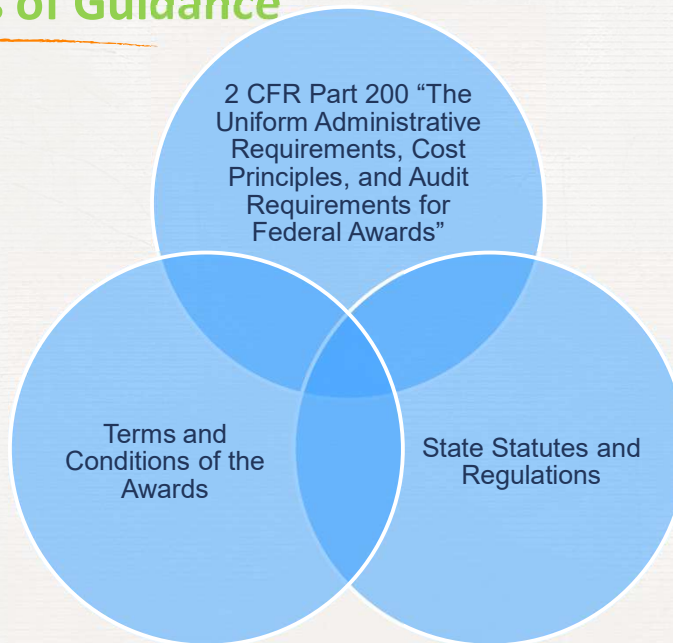 s of Guidance
2 CFR Part 200 “The
Uniform Administrative
Requirements, Cost
Principles, and Audit
Requirements for
Federal Awards”
Terms and
Conditions of the
Awards
State Statutes and
Regulations